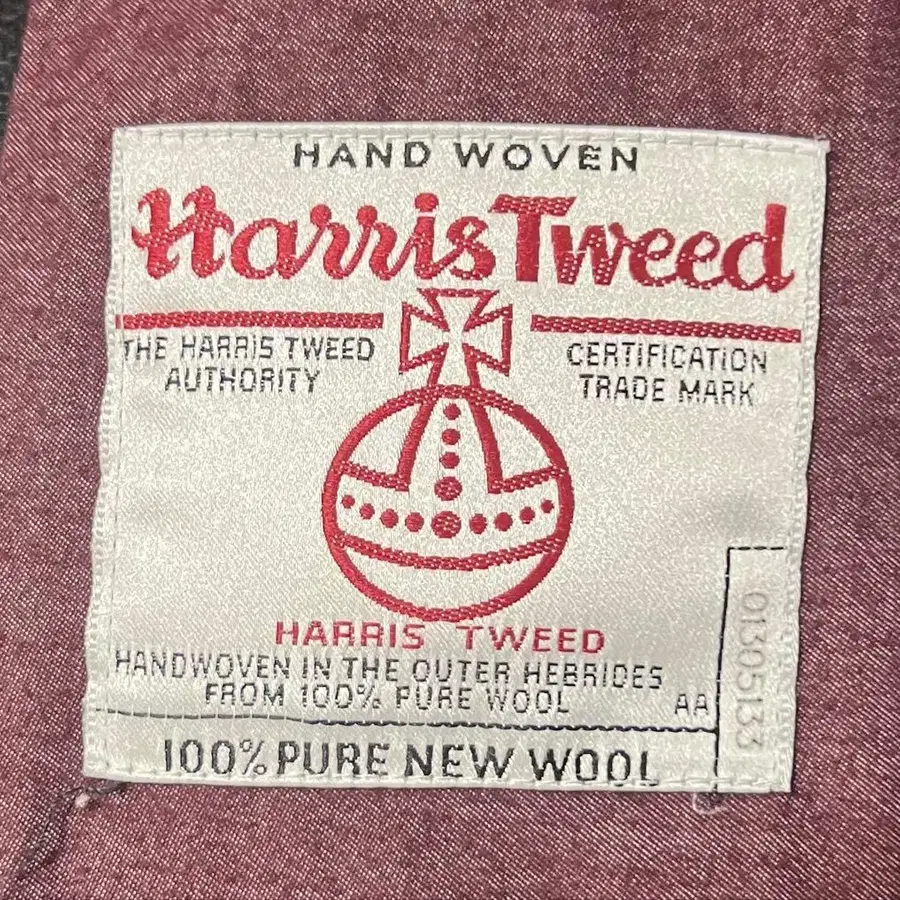 HAND WOVEN
Harris Tweed
THE HARRIS TWEED
AUTHORITY
CERTIFICATION
TRADE MARK
HARRIS TWEED
HANDWOVEN IN THE OUTER HEBRIDES
FROM 100% PURE WOOL
AA
01305133
100% PURE NEW WOOL